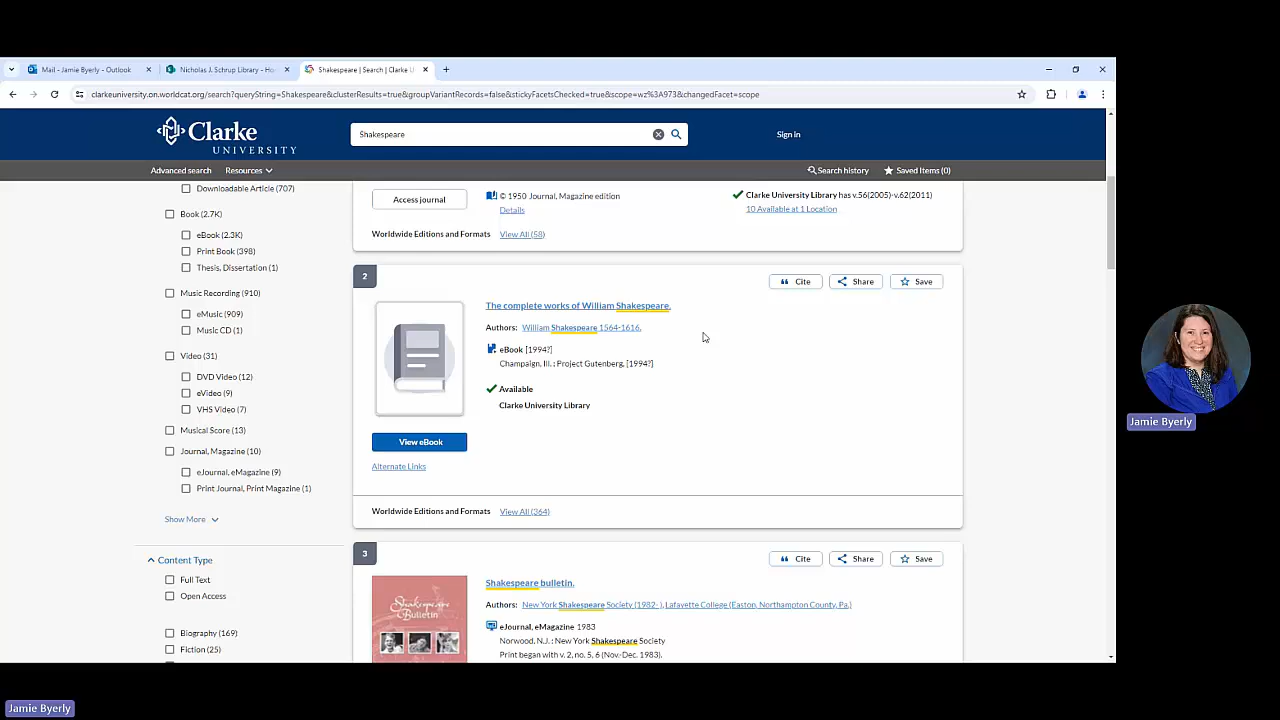 Mail - Jamie Byerly - Outlook
Nicholas J. Schrup Library - Ho
Shakespeare | Search | Clarke U
clarkeuniversity.on.worldcat.org/search?queryString=Shakespeare&clusterResults=true&groupVariantRecords=false&stickyFacetsChecked=true&scope=wz%3A973&changedFacet=scope
Clarke
UNIVERSITY
Shakespeare
Sign in
Advanced search
Resources
Search history
Saved Items (0)
Downloadable Article (707)
Book (2.7K)
eBook (2.3K)
Print Book (398)
Thesis, Dissertation (1)
Music Recording (910)
eMusic (909)
Music CD (1)
Video (31)
DVD Video (12)
eVideo (9)
VHS Video (7)
Musical Score (13)
Journal, Magazine (10)
eJournal, eMagazine (9)
Print Journal, Print Magazine (1)
Show More
Content Type
Full Text
Open Access
Biography (169)
Fiction (25)
Access journal
© 1950 Journal, Magazine edition
Details
Clarke University Library has v.56(2005)-v.62(2011)
10 Available at 1 Location
Worldwide Editions and Formats View All (58)
2
Cite
Share
Save
The complete works of William Shakespeare.
Authors: William Shakespeare 1564-1616.
eBook [1994?]
Champaign, Ill. : Project Gutenberg, [1994?]
Available
Clarke University Library
View eBook
Alternate Links
Worldwide Editions and Formats View All (364)
3
Cite
Share
Save
Shakespeare bulletin.
Authors: New York Shakespeare Society (1982- ), Lafayette College (Easton, Northampton County, Pa.)
eJournal, eMagazine 1983
Norwood, N.J. : New York Shakespeare Society
Print began with v. 2, no. 5, 6 (Nov.-Dec. 1983).
Shakespeare
Bulletin
Jamie Byerly
Jamie Byerly